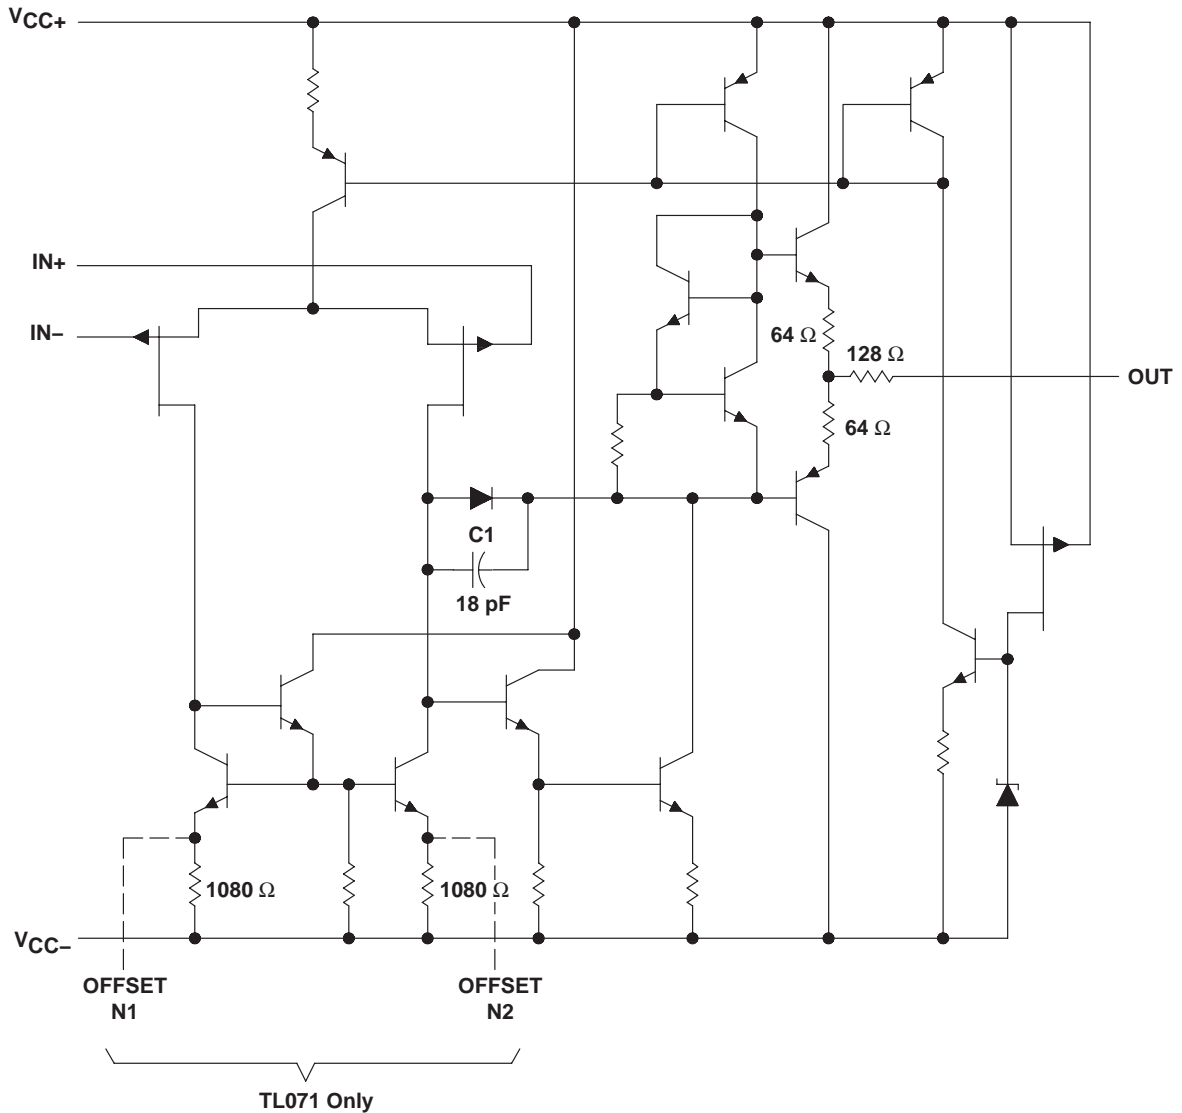 VCC+
IN+
IN–
64 Ω
128 Ω
OUT
64 Ω
C1
18 pF
1080 Ω
1080 Ω
VCC–
OFFSET
N1
OFFSET
N2
TL071 Only